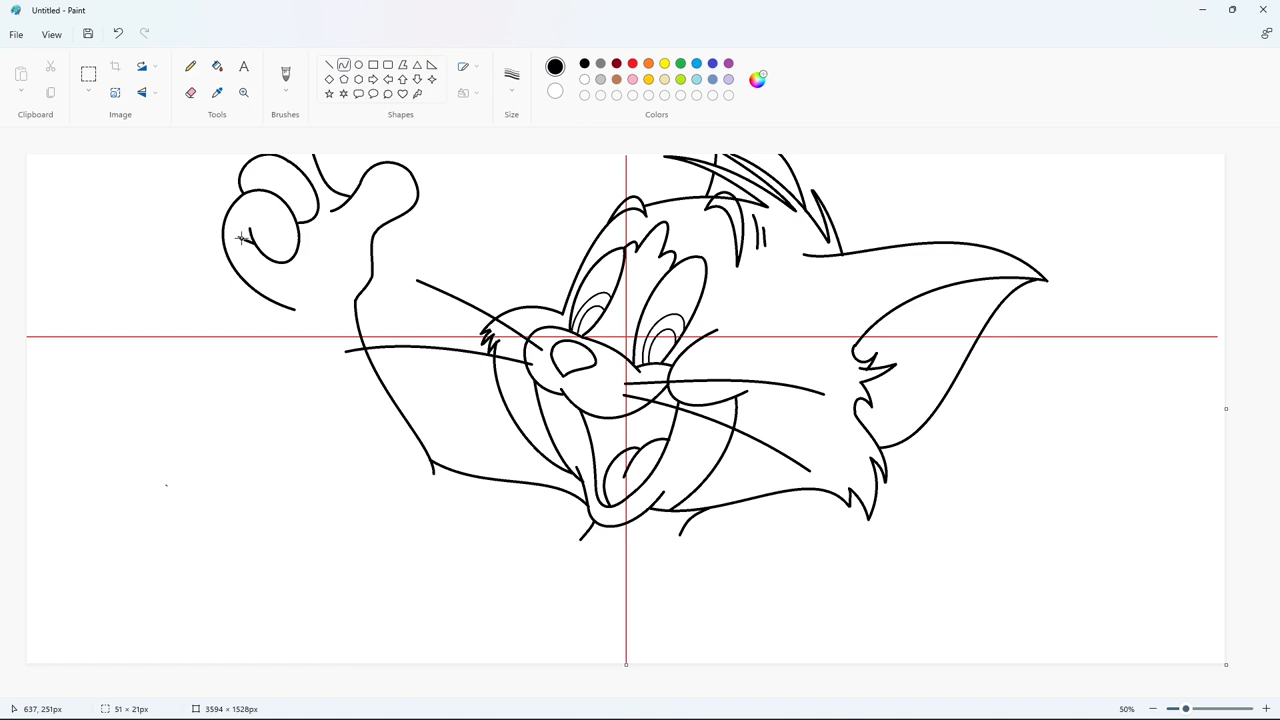 Untitled - Paint
File View
Clipboard Image Tools Brushes Shapes Size Colors
637, 251px 51 × 21px 3594 × 1528px 50%